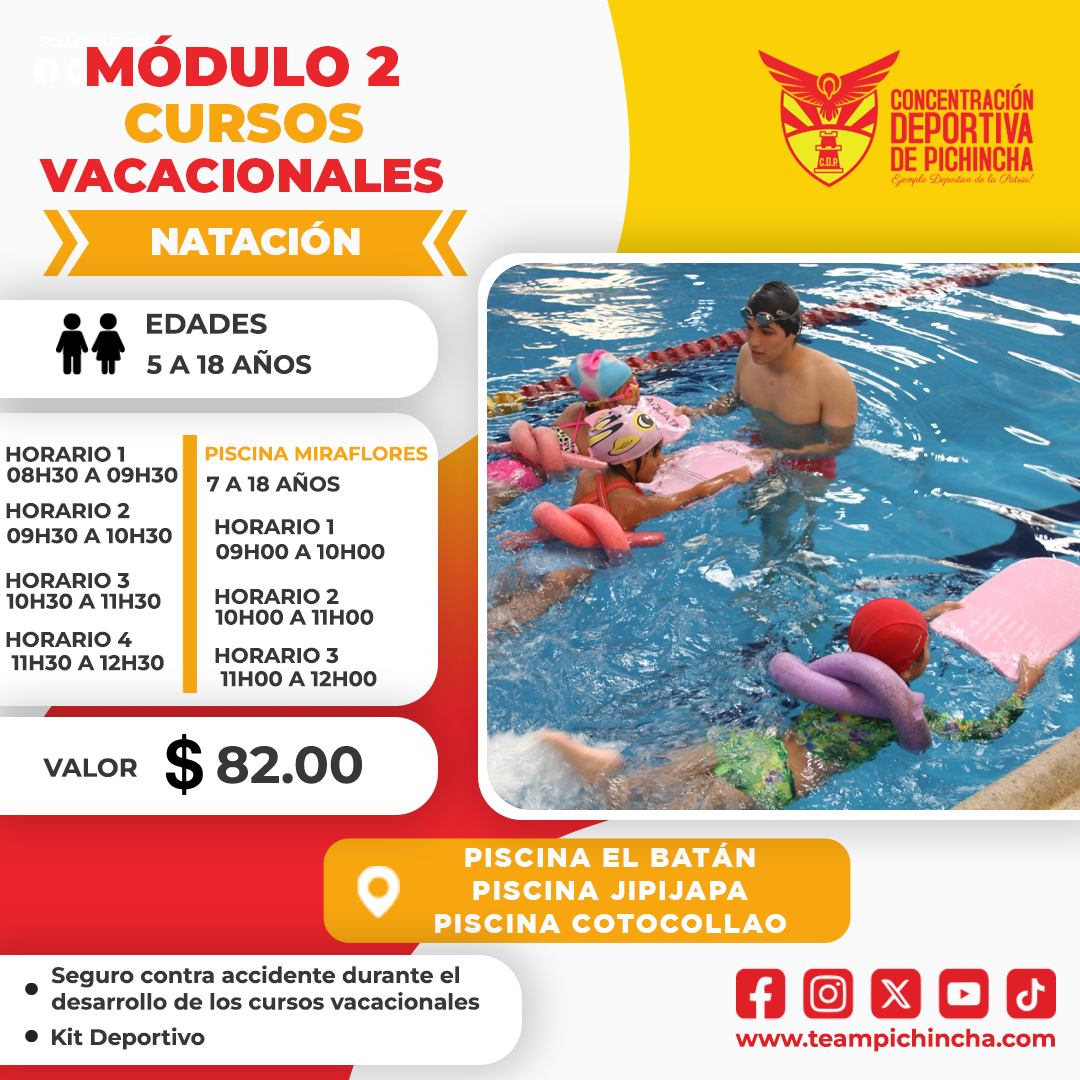 MÓDULO 2
CURSOS
VACACIONALES
NATACIÓN
CONCENTRACIÓN
DEPORTIVA
DE PICHINCHA
Ejemplo Deportivo de la Patria!
C.D.P
EDADES
5 A 18 AÑOS
HORARIO 1
08H30 A 09H30
HORARIO 2
09H30 A 10H30
HORARIO 3
10H30 A 11H30
HORARIO 4
11H30 A 12H30
PISCINA MIRAFLORES
7 A 18 AÑOS
HORARIO 1
09H00 A 10H00
HORARIO 2
10H00 A 11H00
HORARIO 3
11H00 A 12H00
VALOR $ 82.00
PISCINA EL BATÁN
PISCINA JIPIJAPA
PISCINA COTOCOLLAO
Seguro contra accidente durante el
desarrollo de los cursos vacacionales
Kit Deportivo
www.teampichincha.com